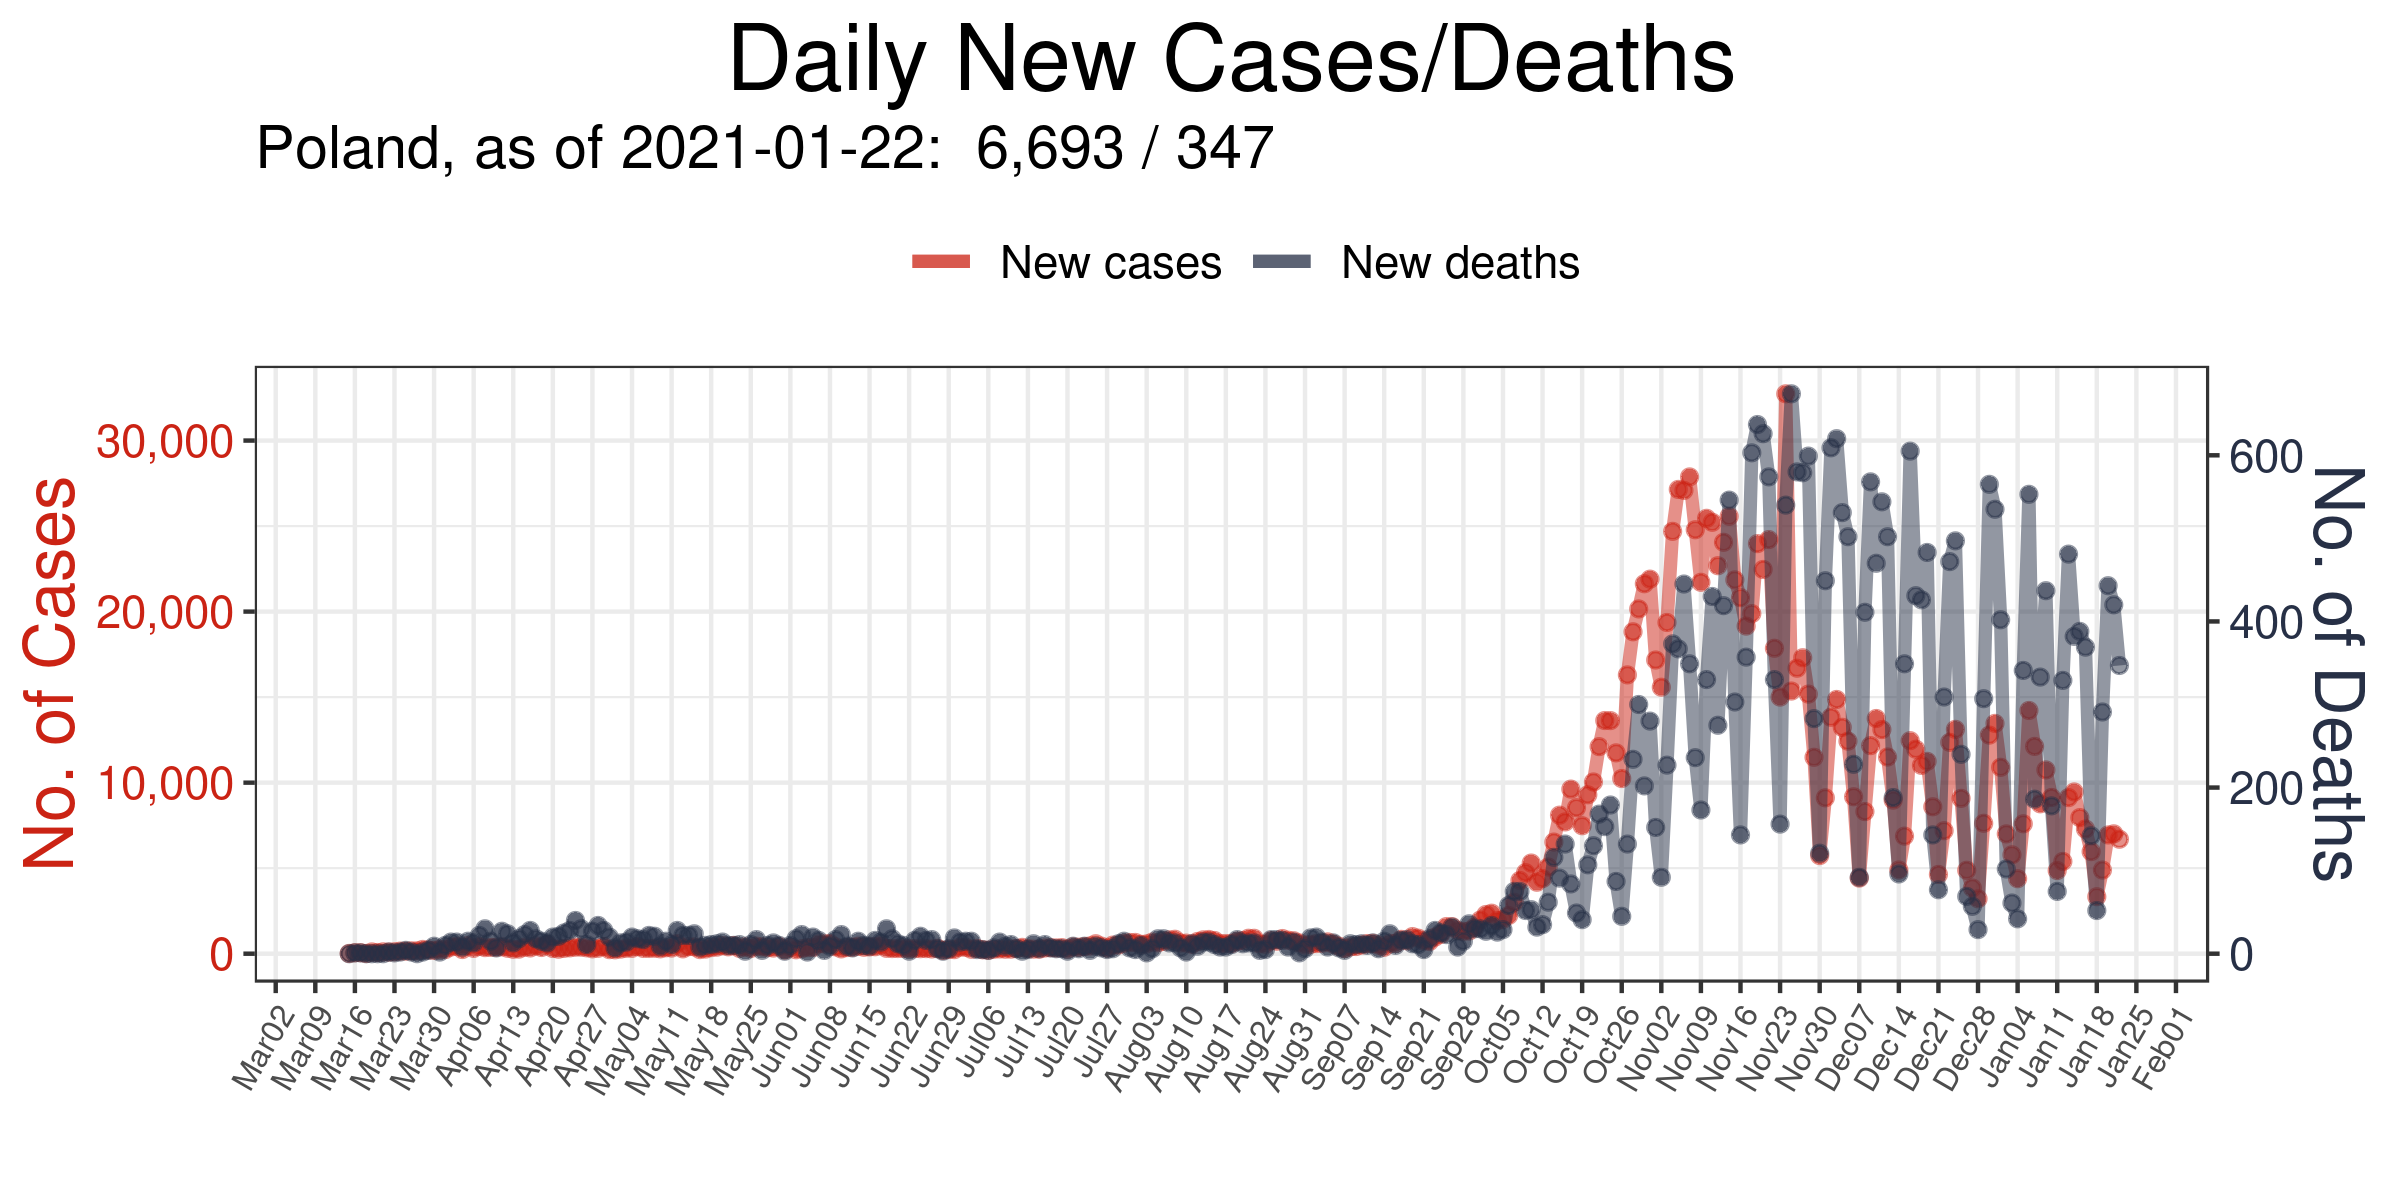 Daily New Cases/Deaths
Poland, as of 2021-01-22: 6,693 / 347
New cases
New deaths
No. of Cases
30,000
20,000
10,000
0
600
400
200
0
No. of Deaths
Mar02
Mar09
Mar16
Mar23
Mar30
Apr06
Apr13
Apr20
Apr27
May04
May11
May18
May25
Jun01
Jun08
Jun15
Jun22
Jun29
Jul06
Jul13
Jul20
Jul27
Aug03
Aug10
Aug17
Aug24
Aug31
Sep07
Sep14
Sep21
Sep28
Oct05
Oct12
Oct19
Oct26
Nov02
Nov09
Nov16
Nov23
Nov30
Dec07
Dec14
Dec21
Dec28
Jan04
Jan11
Jan18
Jan25
Feb01